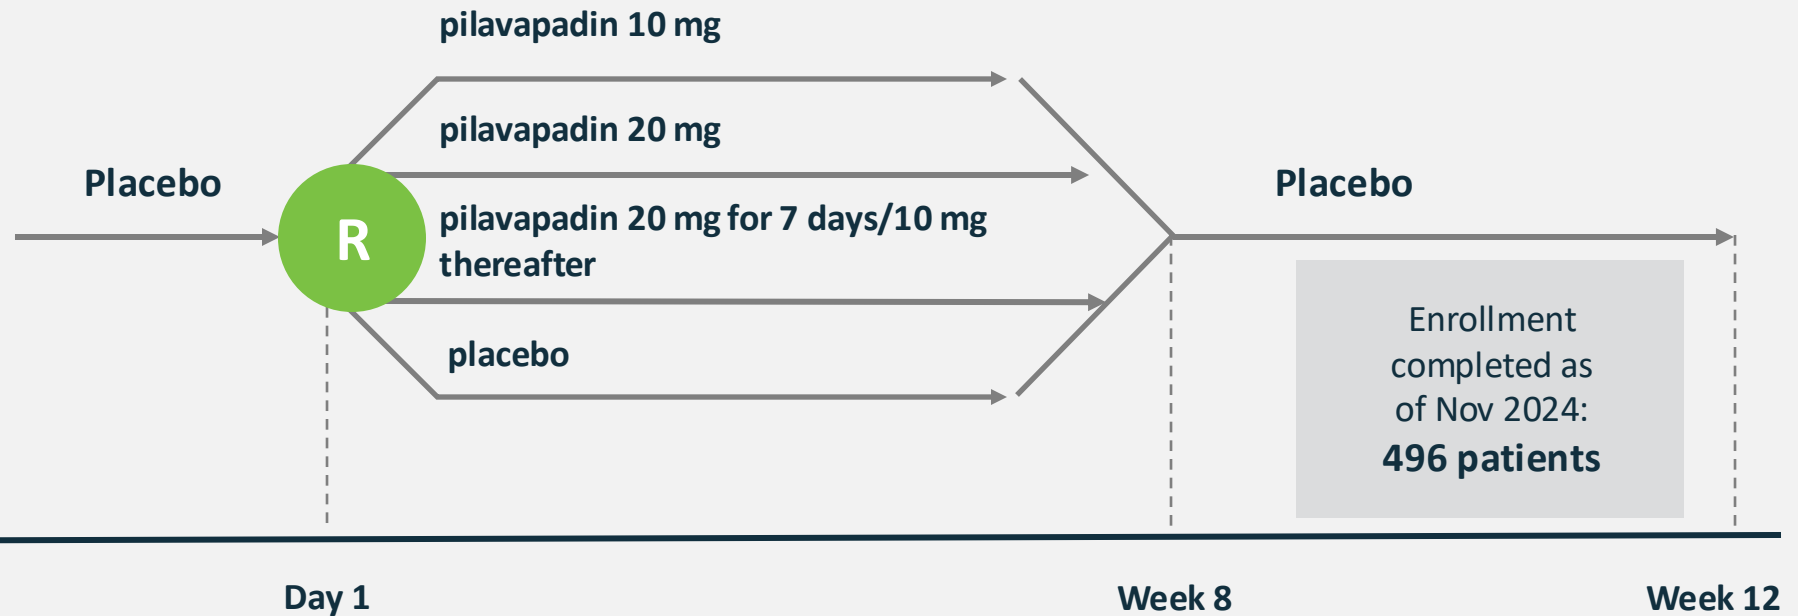 pilavapadin 10 mg
pilavapadin 20 mg
Placebo
R
pilavapadin 20 mg for 7 days/10 mg
thereafter
placebo
Placebo
Enrollment
completed as
of Nov 2024:
496 patients
Day 1
Week 8
Week 12